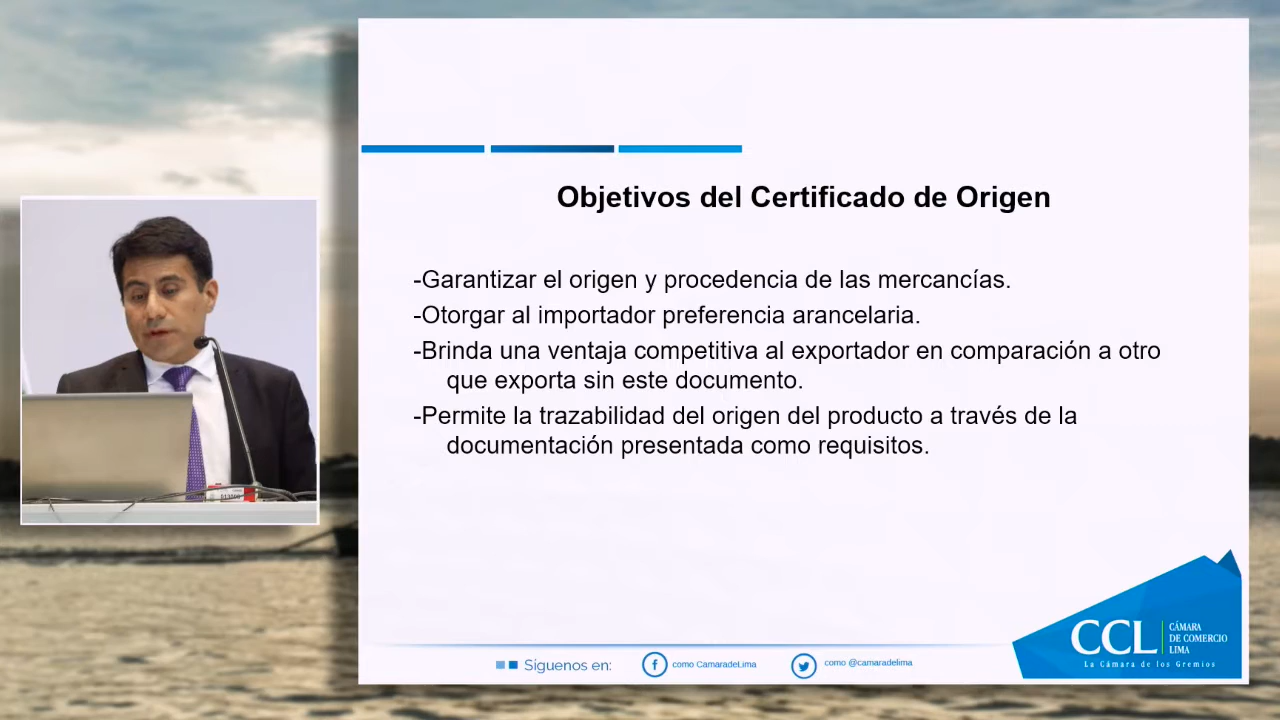 Objetivos del Certificado de Origen
-Garantizar el origen y procedencia de las mercancías.
-Otorgar al importador preferencia arancelaria.
-Brinda una ventaja competitiva al exportador en comparación a otro
que exporta sin este documento.
-Permite la trazabilidad del origen del producto a través de la
documentación presentada como requisitos.
Síguenos en:
como CamaradeLima
como @camaradelima
CCL
CÁMARA
DE COMERCIO
LIMA
La Cámara de los Gremios